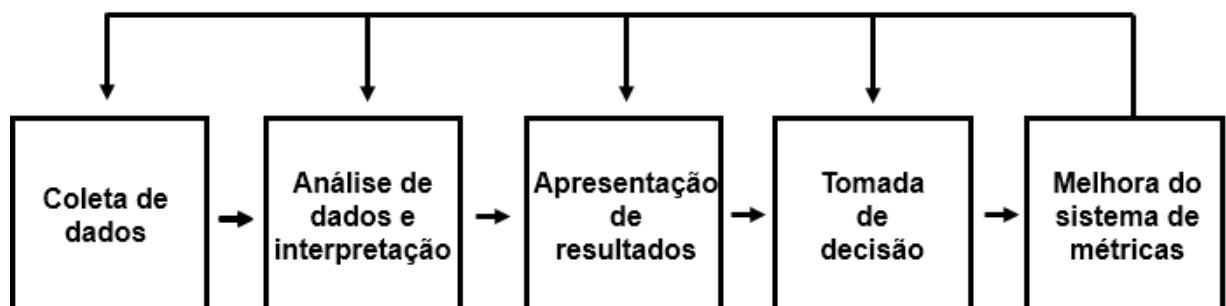 Coleta de
dados
Análise de
dados e
interpretação
Apresentação
de
resultados
Tomada
de
decisão
Melhora do
sistema de
métricas